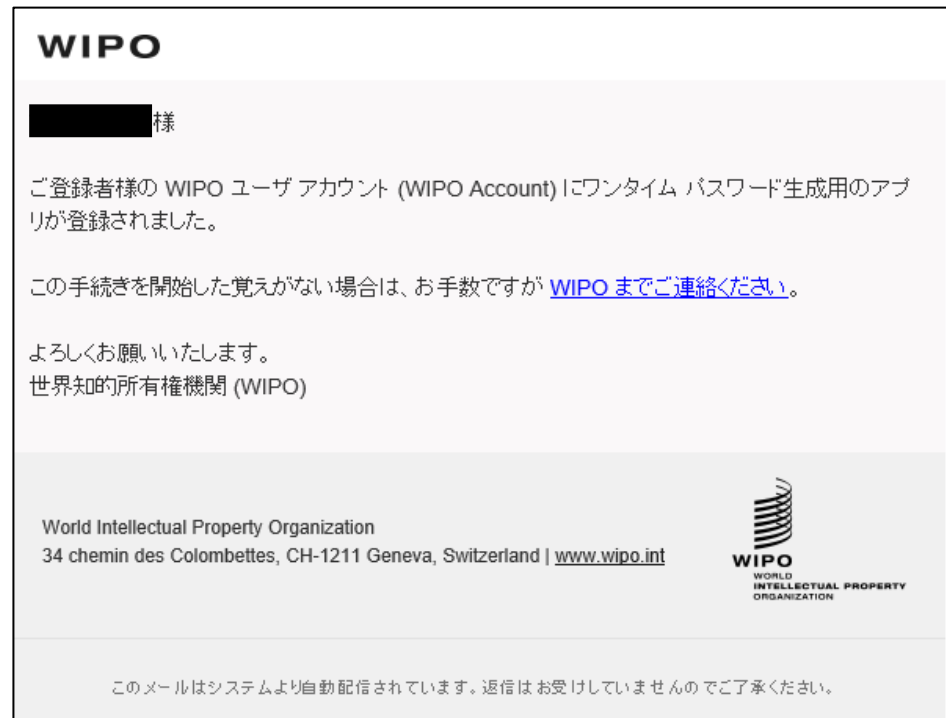 WIPO
様
ご登録者様の WIPO ユーザ アカウント (WIPO Account) にワンタイム パスワード生成用のアプ
リが登録されました。
この手続きを開始した覚えがない場合は、お手数ですが WIPO までご連絡ください。
よろしくお願いいたします。
世界知的所有権機関 (WIPO)
World Intellectual Property Organization
34 chemin des Colombettes, CH-1211 Geneva, Switzerland | www.wipo.int
WIPO
WORLD
INTELLECTUAL PROPERTY
ORGANIZATION
このメールはシステムより自動配信されています。返信はお受けしていませんのでご了承ください。